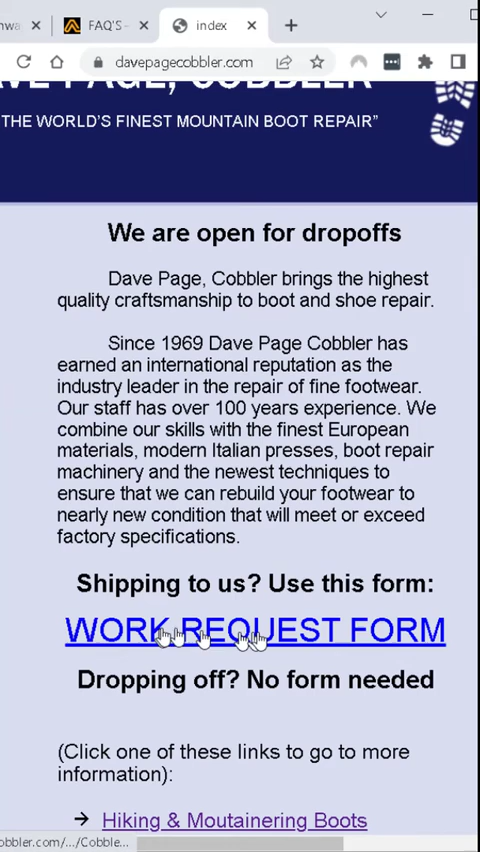 FAQ'S
index
davepagecobbler.com
THE WORLD'S FINEST MOUNTAIN BOOT REPAIR"
We are open for dropoffs
Dave Page, Cobbler brings the highest
quality craftsmanship to boot and shoe repair.
Since 1969 Dave Page Cobbler has
earned an international reputation as the
industry leader in the repair of fine footwear.
Our staff has over 100 years experience. We
combine our skills with the finest European
materials, modern Italian presses, boot repair
machinery and the newest techniques to
ensure that we can rebuild your footwear to
nearly new condition that will meet or exceed
factory specifications.
Shipping to us? Use this form:
WORK REQUEST FORM
Dropping off? No form needed
(Click one of these links to go to more
information):
→ Hiking & Moutainering Boots
obbler.com/.../Cobble...